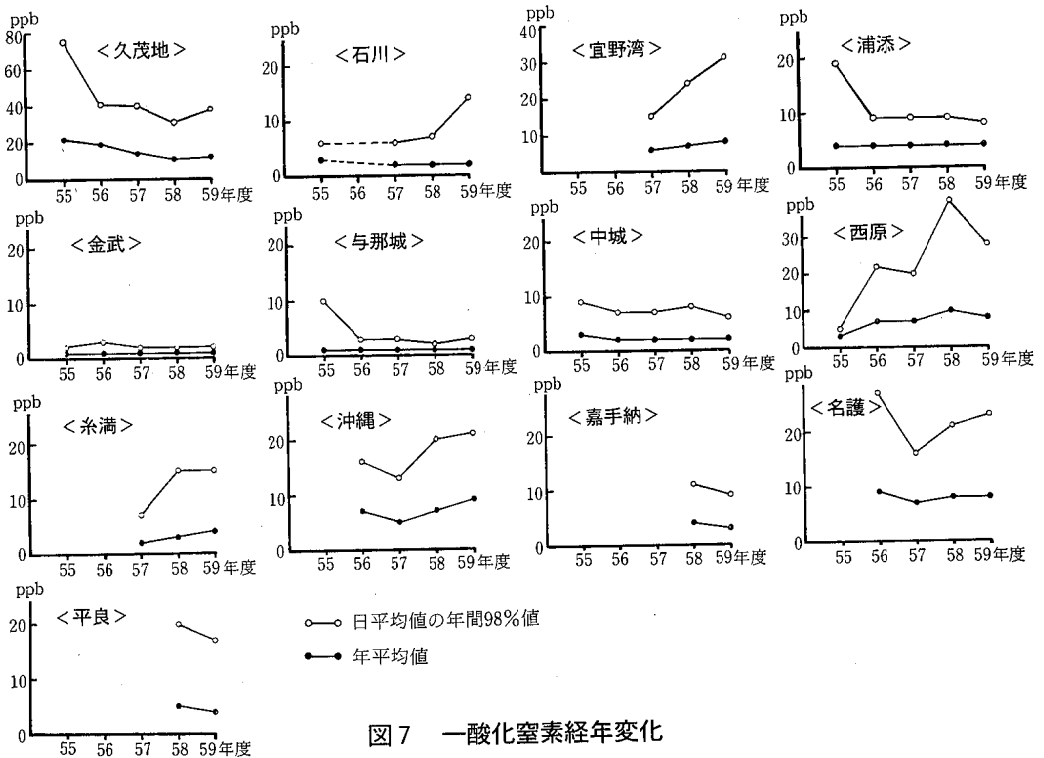 ppb
<久茂地>
80
60
40
20
0
55 56 57 58 59年度
ppb
<石川>
20
10
0
55 56 57 58 59年度
ppb
<宜野湾>
40
30
20
10
55 56 57 58 59年度
ppb
<浦添>
20
10
0
55 56 57 58 59年度
ppb
<金武>
20
10
0
55 56 57 58 59年度
ppb
<与那城>
20
10
0
55 56 57 58 59年度
ppb
<中城>
20
10
0
55 56 57 58 59年度
ppb
<西原>
30
20
10
0
55 56 57 58 59年度
ppb
<糸満>
20
10
0
55 56 57 58 59年度
ppb
<沖縄>
20
10
0
55 56 57 58 59年度
ppb
<嘉手納>
20
10
0
55 56 57 58 59年度
ppb
<名護>
20
10
0
55 56 57 58 59年度
ppb
<平良>
20
10
0
55 56 57 58 59年度
日平均値の年間98%値
年平均値
図7 一酸化窒素経年変化